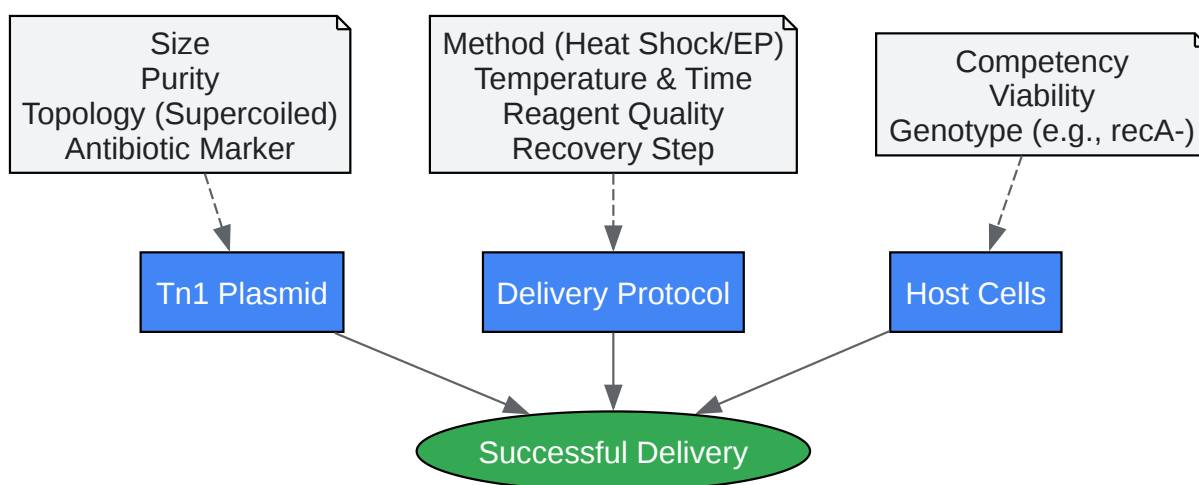 Size
Purity
Topology (Supercoiled)
Antibiotic Marker
Method (Heat Shock/EP)
Temperature & Time
Reagent Quality
Recovery Step
Competency
Viability
Genotype (e.g., recA-)
Tn1 Plasmid
Delivery Protocol
Host Cells
Successful Delivery